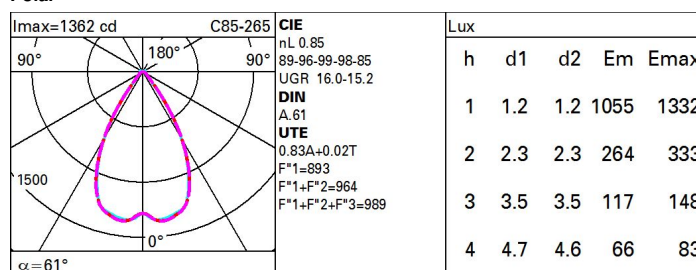 Imax=1362 cd C85-265
90° 180° 90°
1500
0°
α=61°
CIE
nL 0.85
89-96-99-98-85
UGR 16.0-15.2
DIN
A.61
UTE
0.83A+0.02T
F"1=893
F"1+F"2=964
F"1+F"2+F"3=989
Lux
h d1 d2 Em Emax
1 1.2 1.2 1055 1332
2 2.3 2.3 264 333
3 3.5 3.5 117 148
4 4.7 4.6 66 83